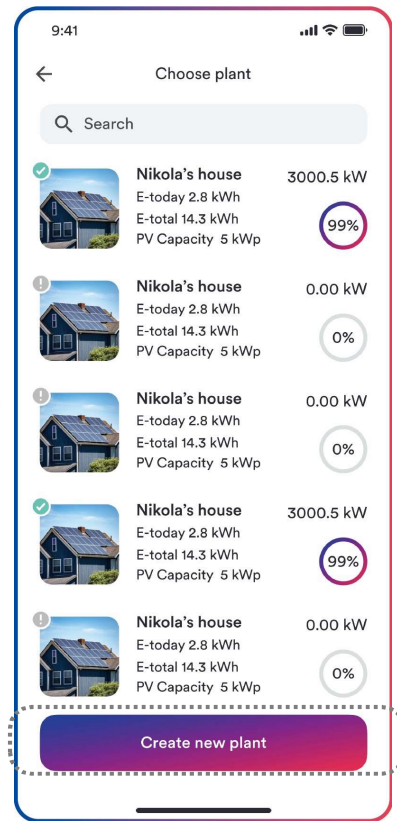 9:41
Choose plant
Search
Nikola's house
3000.5 kW
E-today 2.8 kWh
E-total 14.3 kWh
99%
PV Capacity 5 kWp
Nikola's house
0.00 kW
E-today 2.8 kWh
E-total 14.3 kWh
0%
PV Capacity 5 kWp
Nikola's house
0.00 kW
E-today 2.8 kWh
E-total 14.3 kWh
0%
PV Capacity 5 kWp
Nikola's house
3000.5 kW
E-today 2.8 kWh
E-total 14.3 kWh
99%
PV Capacity 5 kWp
Nikola's house
0.00 kW
E-today 2.8 kWh
E-total 14.3 kWh
0%
PV Capacity 5 kWp
Create new plant